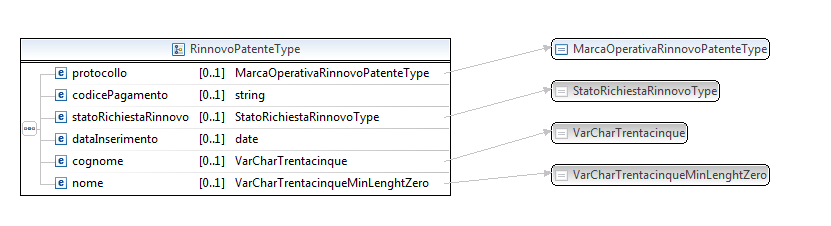 RinnovoPatenteType
protocollo [0..1] MarcaOperativaRinnovoPatenteType
codicePagamento [0..1] string
statoRichiestaRinnovo [0..1] StatoRichiestaRinnovoType
dataInserimento [0..1] date
cognome [0..1] VarCharTrentacinque
nome [0..1] VarCharTrentacinqueMinLenghtZero
MarcaOperativaRinnovoPatenteType
StatoRichiestaRinnovoType
VarCharTrentacinque
VarCharTrentacinqueMinLenghtZero